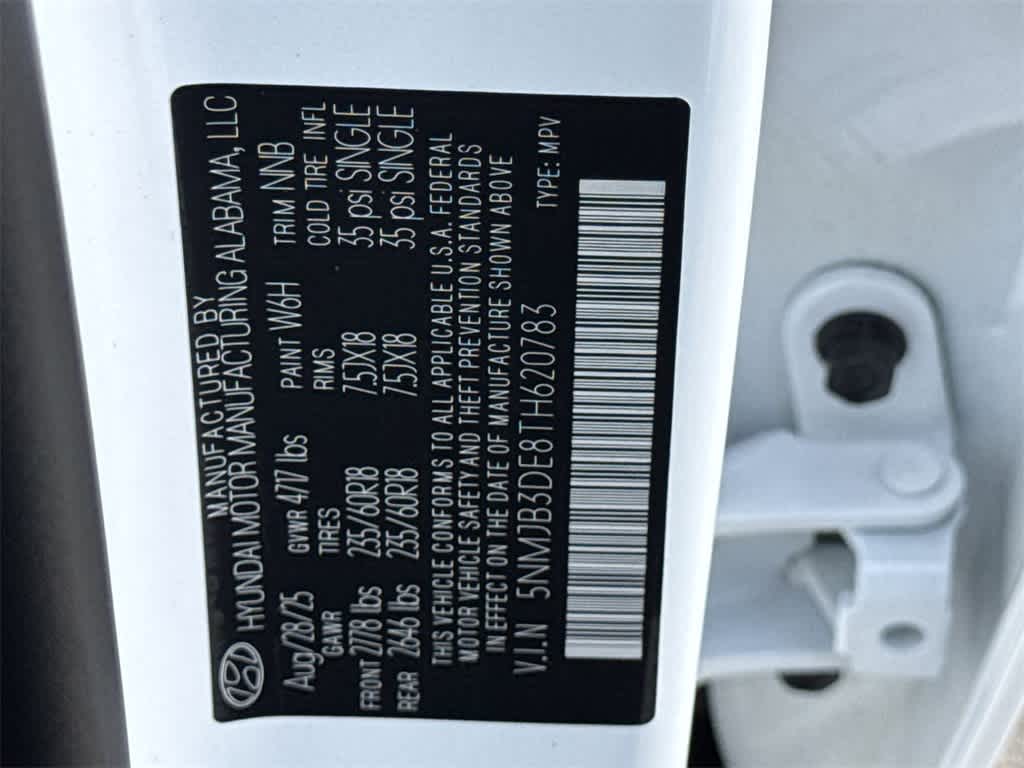 MANUFACTURED BY
HYUNDAI MOTOR MANUFACTURING ALABAMA, LLC
Aug/28/25 GVWR 4717 lbs PAINT W6H TRIM NNB
GAWR TIRES RIMS COLD TIRE INFL
FRONT 2778 lbs 235/60R18 7.5JX18 35 psi SINGLE
REAR 2646 lbs 235/60R18 7.5JX18 35 psi SINGLE
THIS VEHICLE CONFORMS TO ALL APPLICABLE U.S.A. FEDERAL
MOTOR VEHICLE SAFETY AND THEFT PREVENTION STANDARDS
IN EFFECT ON THE DATE OF MANUFACTURE SHOWN ABOVE
V.I.N 5NMJB3DE8TH620783 TYPE: MPV